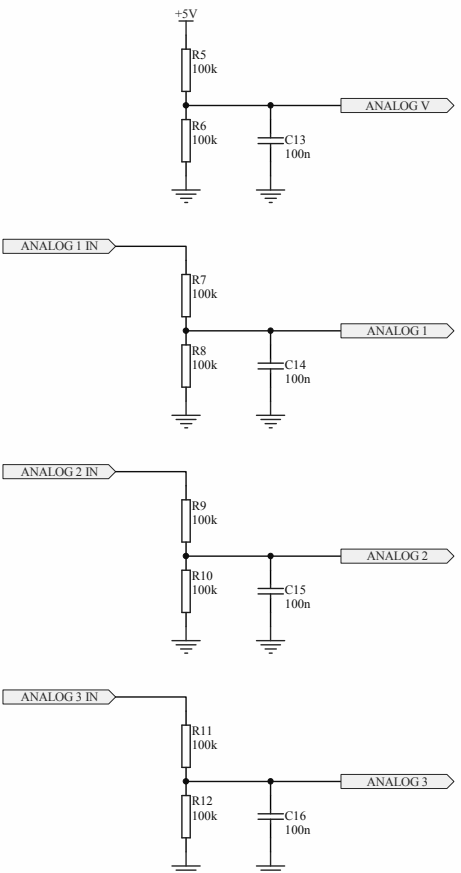 +5V
R5
100k
ANALOG V
R6
100k
C13
100n
ANALOG 1 IN
R7
100k
ANALOG 1
R8
100k
C14
100n
ANALOG 2 IN
R9
100k
ANALOG 2
R10
100k
C15
100n
ANALOG 3 IN
R11
100k
ANALOG 3
R12
100k
C16
100n